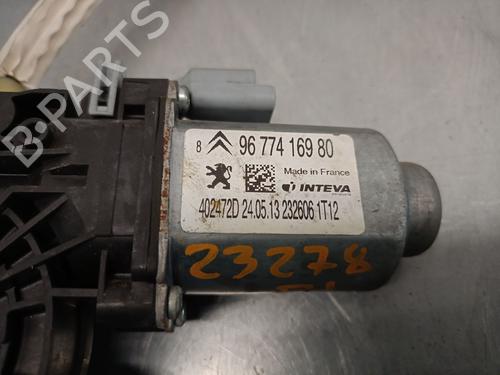 B-PARTS
8 96 774 169 80
Made in France
INTEVA
402472D 24.05.13 232606 1T12
23278